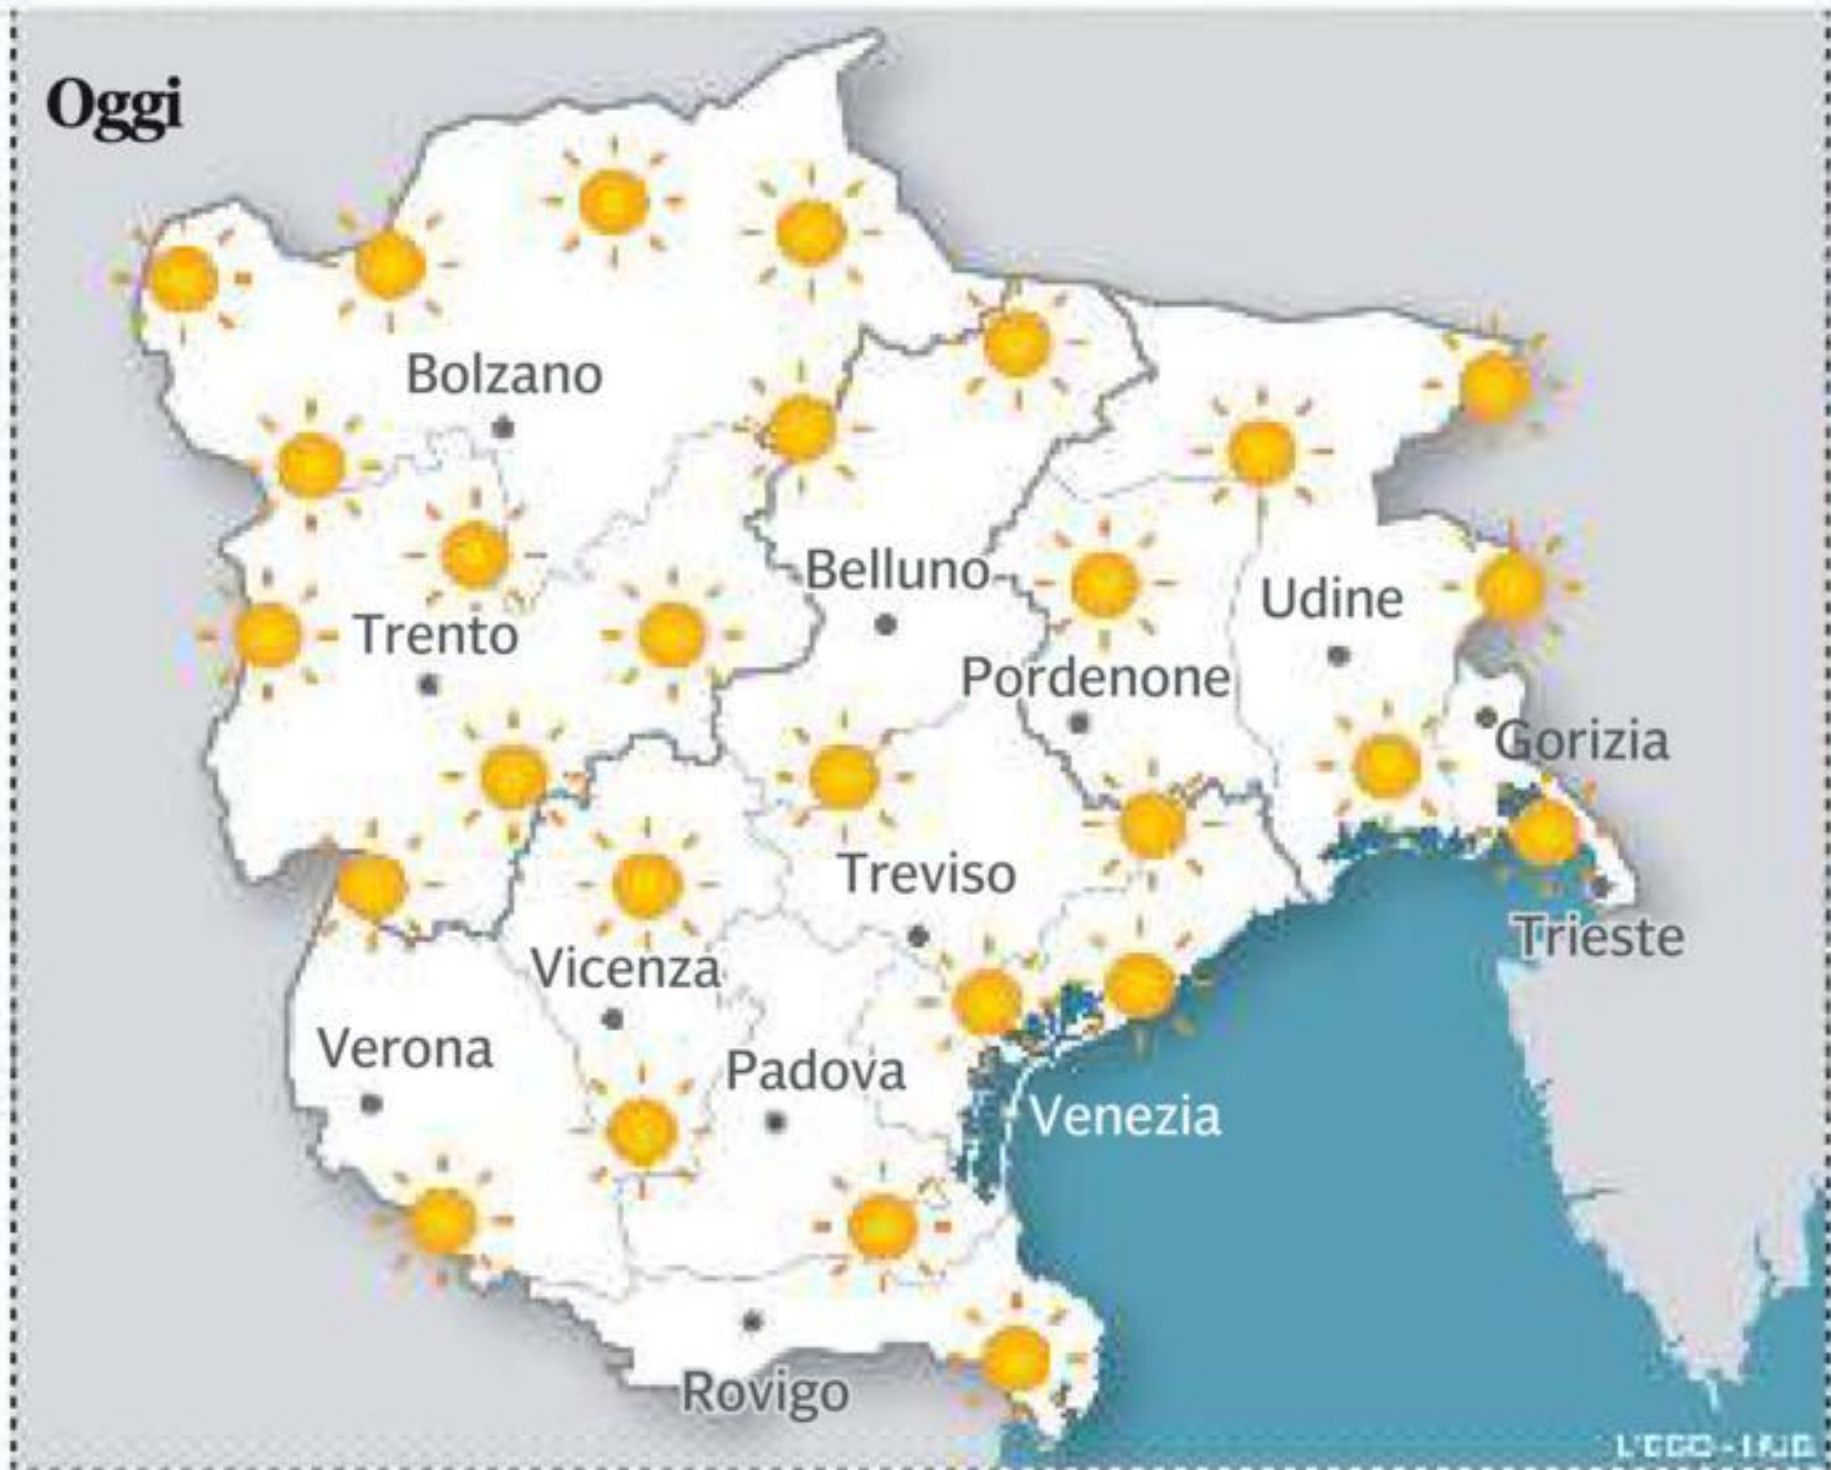 Oggi
Bolzano
Belluno
Udine
Trento
Pordenone
Gorizia
Treviso
Trieste
Vicenza
Verona
Padova
Venezia
Rovigo